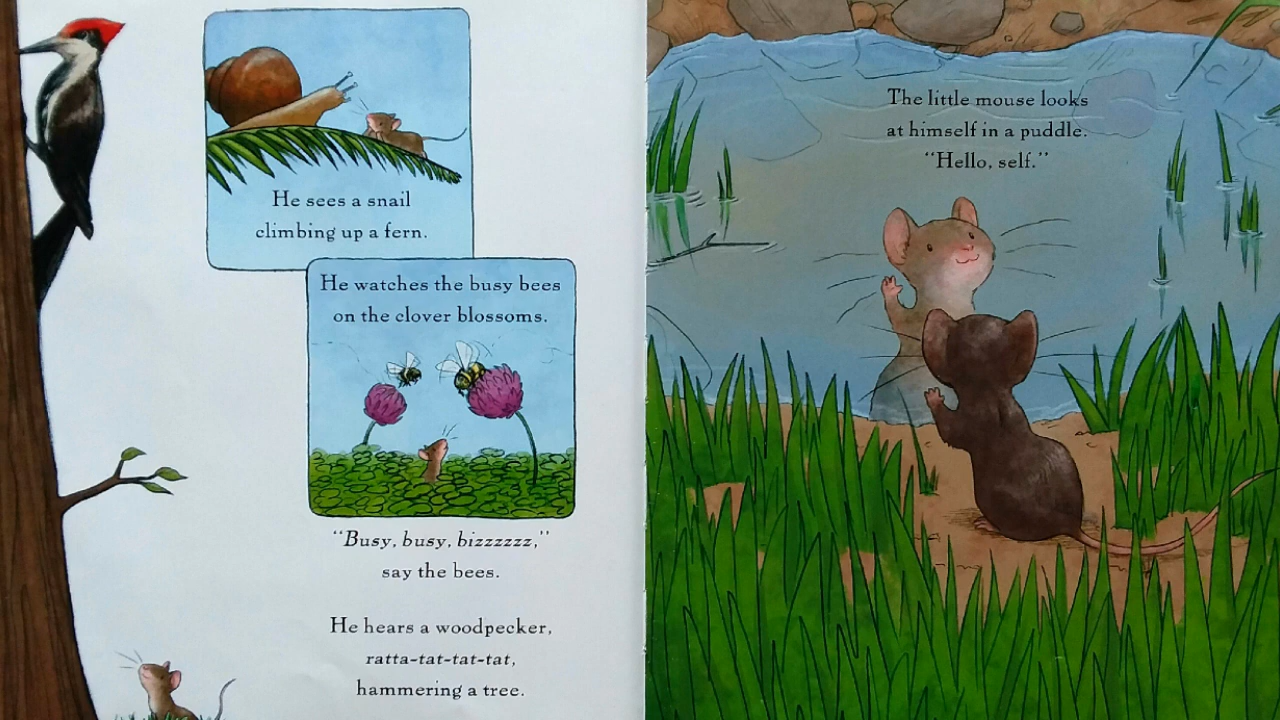 He sees a snail
climbing up a fern.
He watches the busy bees
on the clover blossoms.
“Busy, busy, bizzzzzz,”
say the bees.
He hears a woodpecker,
ratta-tat-tat-tat,
hammering a tree.
The little mouse looks
at himself in a puddle.
“Hello, self.”